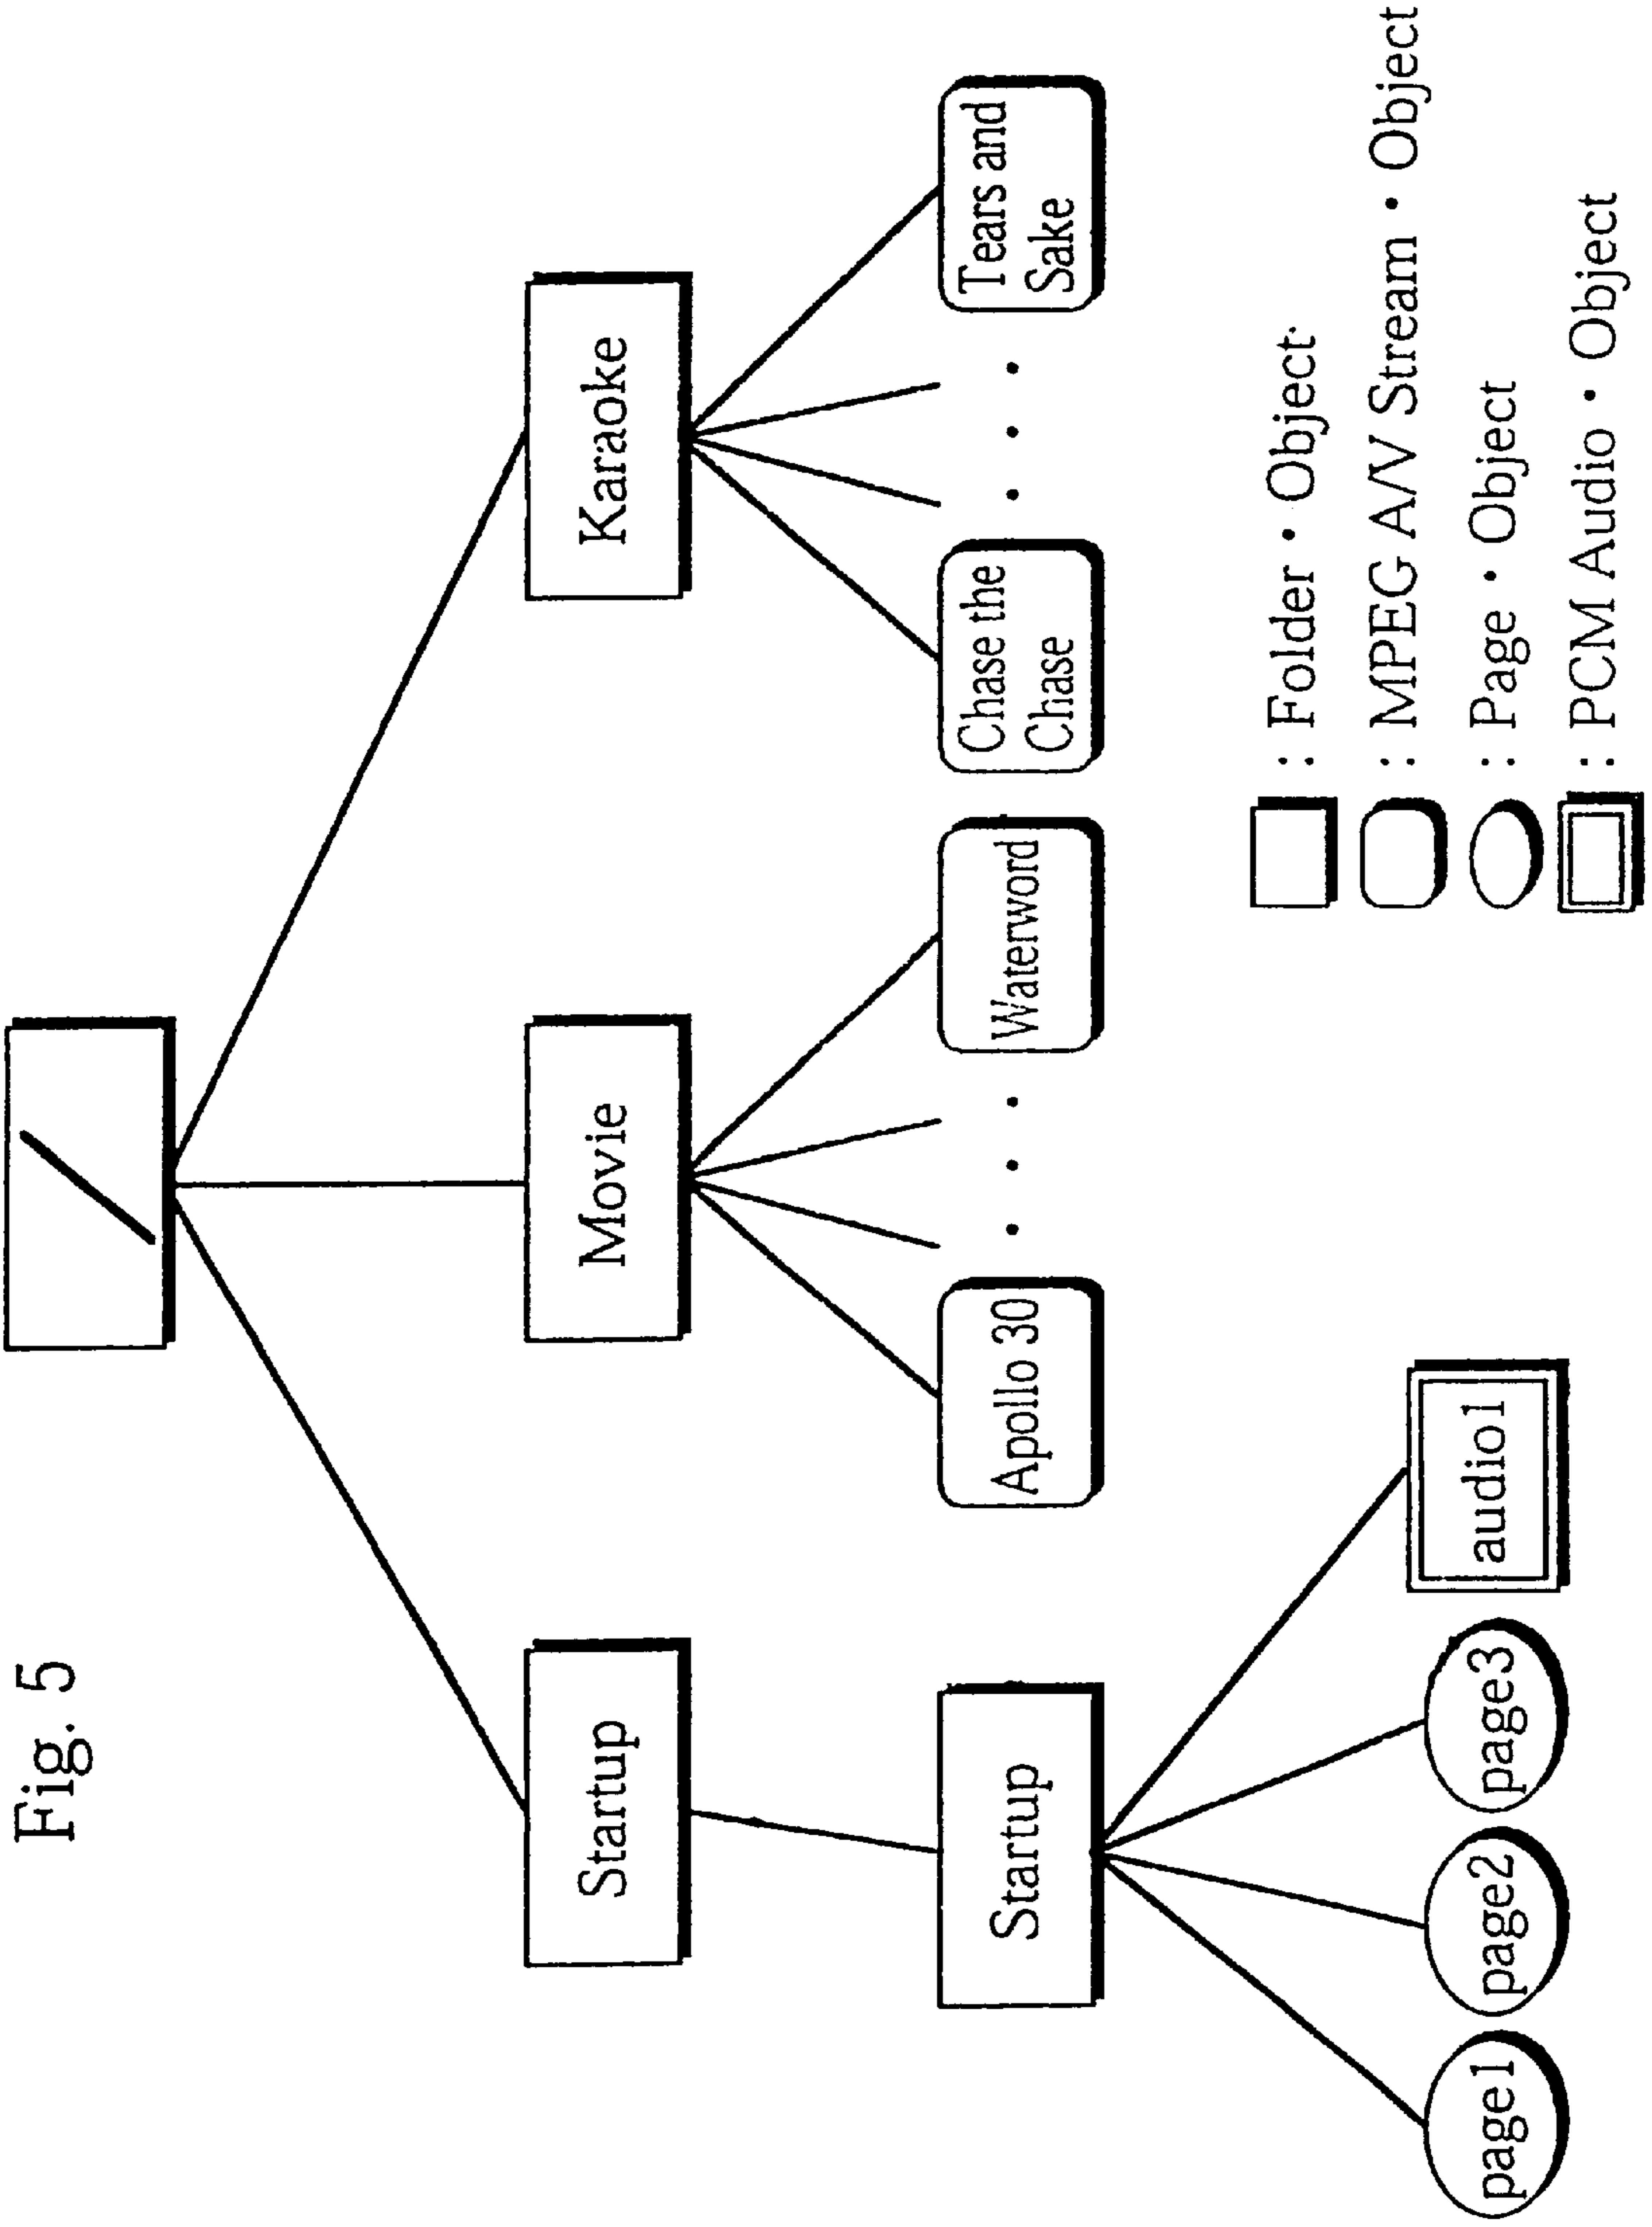 Fig. 5
/
Startup
Movie
Karaoke
Startup
Apollo 30
. . .
Waterword
Chase the
Chase
. . .
Tears and
Sake
page1
page2
page3
audio1
: Folder・Object
: MPEG A/V Stream・Object
: Page・Object
: PCM Audio・Object